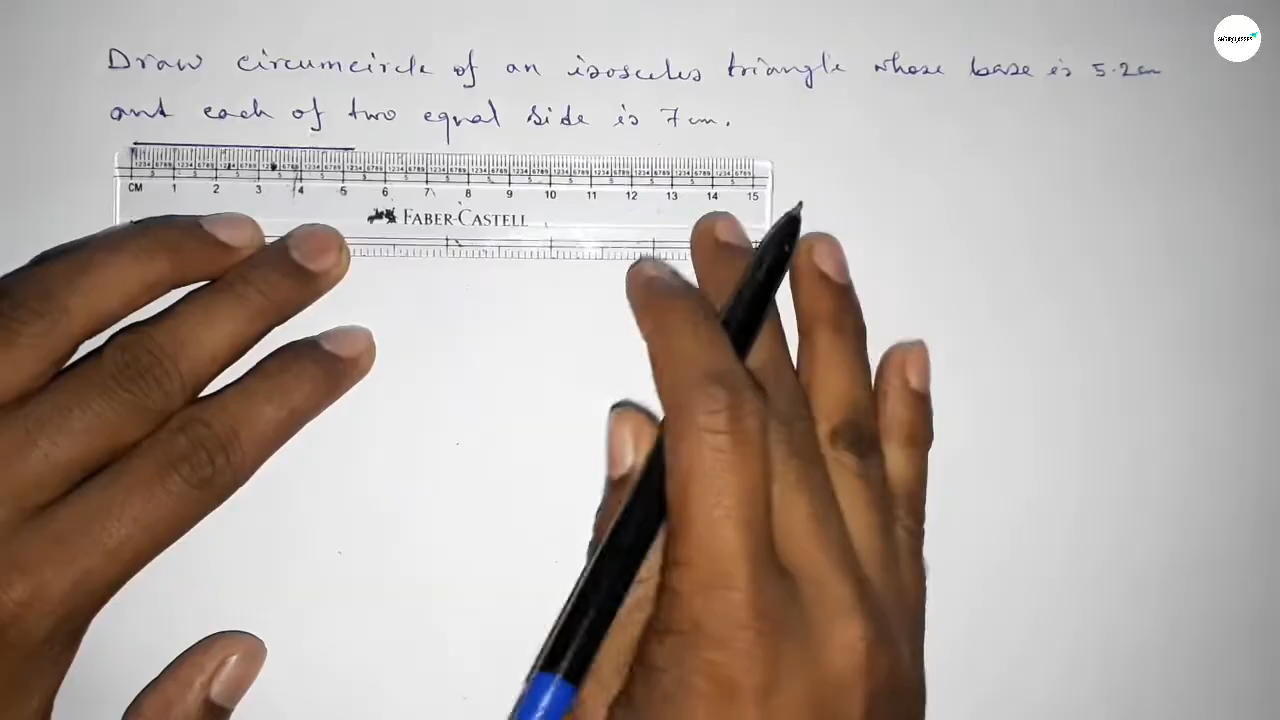 Draw circumcircle of an isosceles triangle whose base is 5.2cm
and each of two equal side is 7cm.
CM 1 2 3 4 5 6 7 8 9 10 11 12 13 14 15
FABER-CASTELL